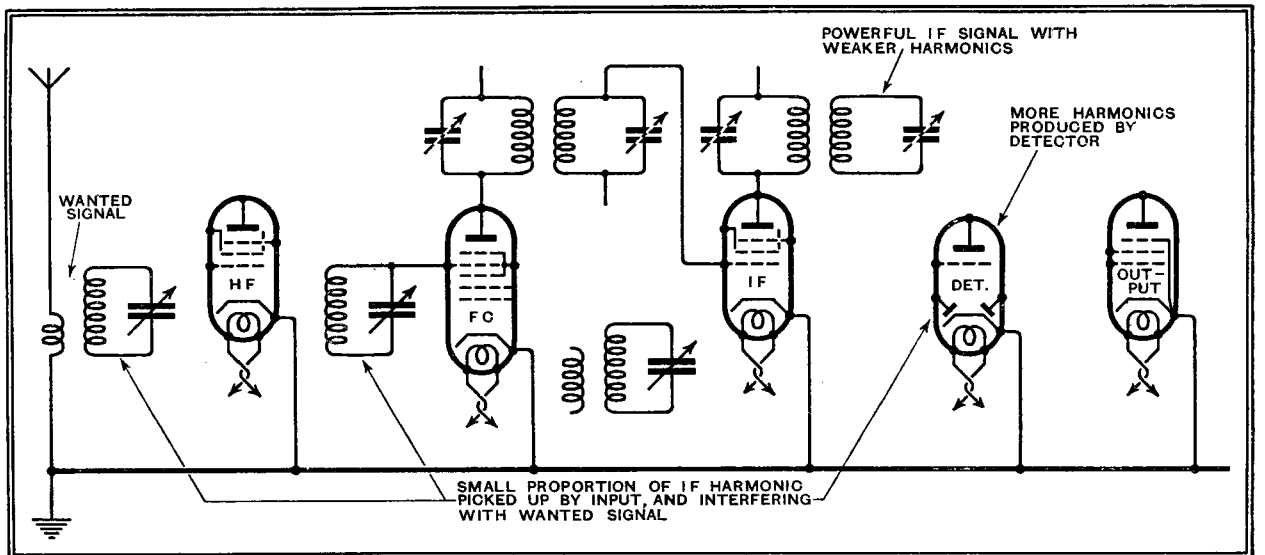 POWERFUL IF SIGNAL WITH
WEAKER HARMONICS
MORE HARMONICS
PRODUCED BY
DETECTOR
WANTED
SIGNAL
HF
FC
IF
DET.
OUT-
PUT
SMALL PROPORTION OF IF HARMONIC
PICKED UP BY INPUT, AND INTERFERING
WITH WANTED SIGNAL